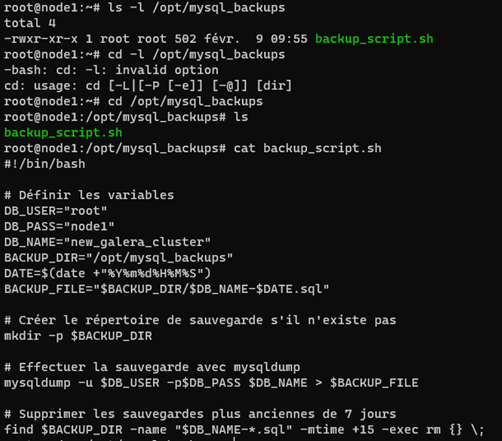 root@node1:~# ls -l /opt/mysql_backups
total 4
-rwxr-xr-x 1 root root 502 févr.  9 09:55 backup_script.sh
root@node1:~# cd -l /opt/mysql_backups
-bash: cd: -l: invalid option
cd: usage: cd [-L|[-P [-e]] [-@]] [dir]
root@node1:~# cd /opt/mysql_backups
root@node1:/opt/mysql_backups# ls
backup_script.sh
root@node1:/opt/mysql_backups# cat backup_script.sh
#!/bin/bash

# Définir les variables
DB_USER="root"
DB_PASS="node1"
DB_NAME="new_galera_cluster"
BACKUP_DIR="/opt/mysql_backups"
DATE=$(date +"%Y%m%d%H%M%S")
BACKUP_FILE="$BACKUP_DIR/$DB_NAME-$DATE.sql"

# Créer le répertoire de sauvegarde s'il n'existe pas
mkdir -p $BACKUP_DIR

# Effectuer la sauvegarde avec mysqldump
mysqldump -u $DB_USER -p$DB_PASS $DB_NAME > $BACKUP_FILE

# Supprimer les sauvegardes plus anciennes de 7 jours
find $BACKUP_DIR -name "$DB_NAME-*.sql" -mtime +15 -exec rm {} \;